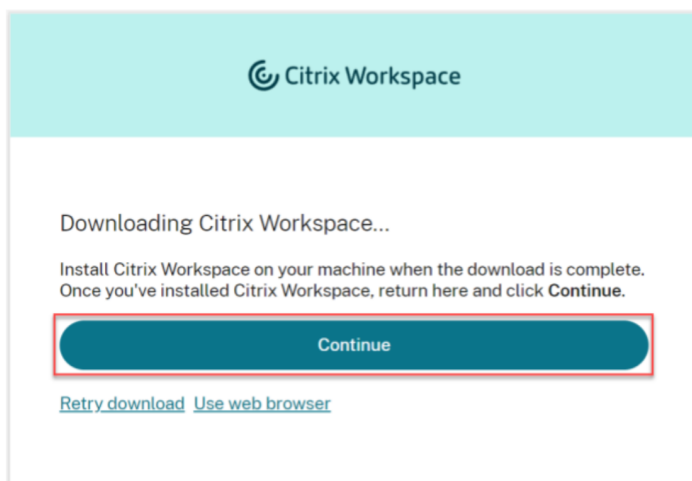 Citrix Workspace
Downloading Citrix Workspace...
Install Citrix Workspace on your machine when the download is complete.
Once you've installed Citrix Workspace, return here and click Continue.
Continue
Retry download Use web browser